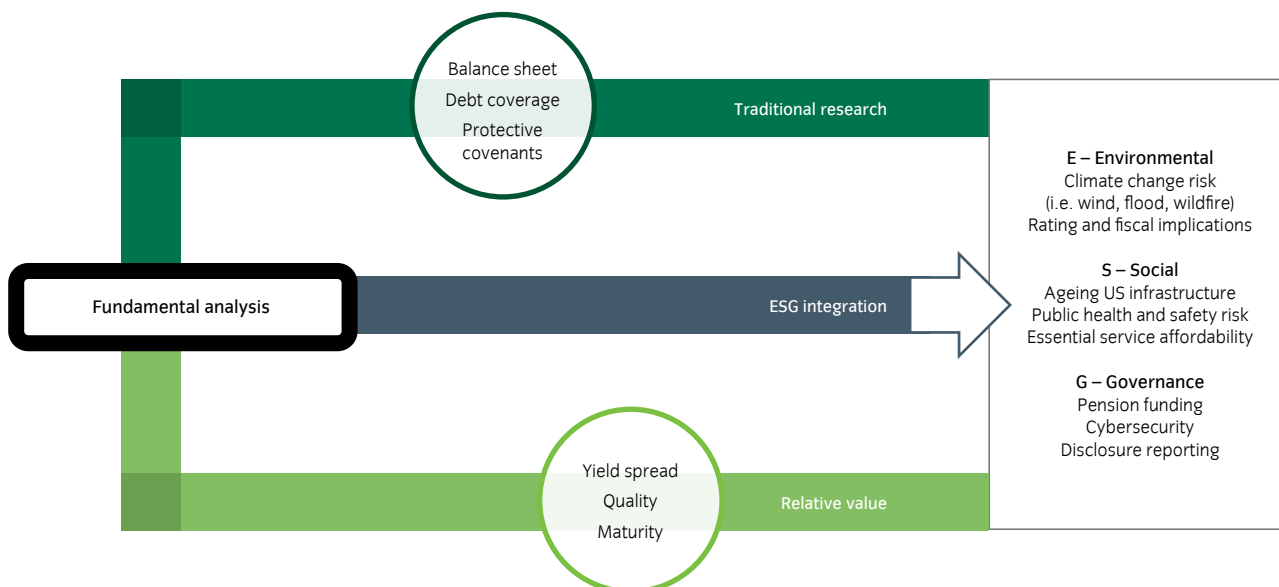 Balance sheet
Debt coverage
Protective
covenants
Traditional research
Fundamental analysis
ESG integration
Yield spread
Quality
Maturity
Relative value
E – Environmental
Climate change risk
(i.e. wind, flood, wildfire)
Rating and fiscal implications
S – Social
Ageing US infrastructure
Public health and safety risk
Essential service affordability
G – Governance
Pension funding
Cybersecurity
Disclosure reporting